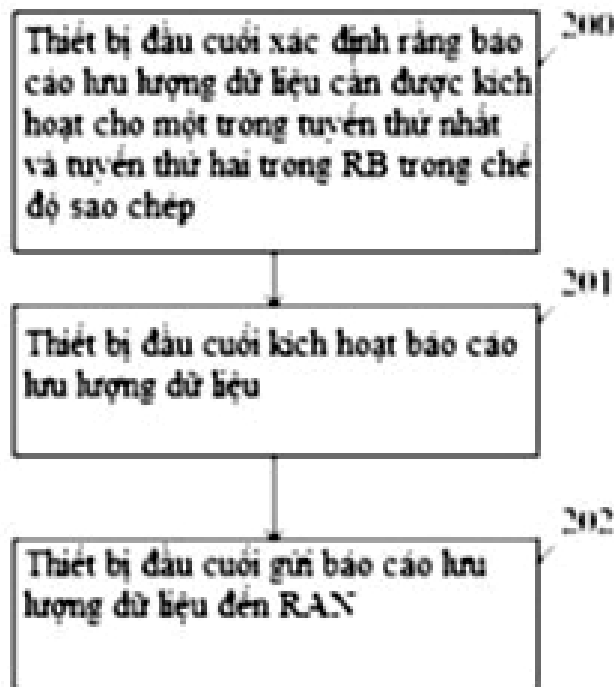 200
Thiết bị đầu cuối xác định rằng báo
cáo lưu lượng dữ liệu cần được kích
hoạt cho một trong tuyến thứ nhất
và tuyến thứ hai trong RB trong chế
độ sao chép
201
Thiết bị đầu cuối kích hoạt báo cáo
lưu lượng dữ liệu
202
Thiết bị đầu cuối gửi báo cáo lưu
lượng dữ liệu đến RAN